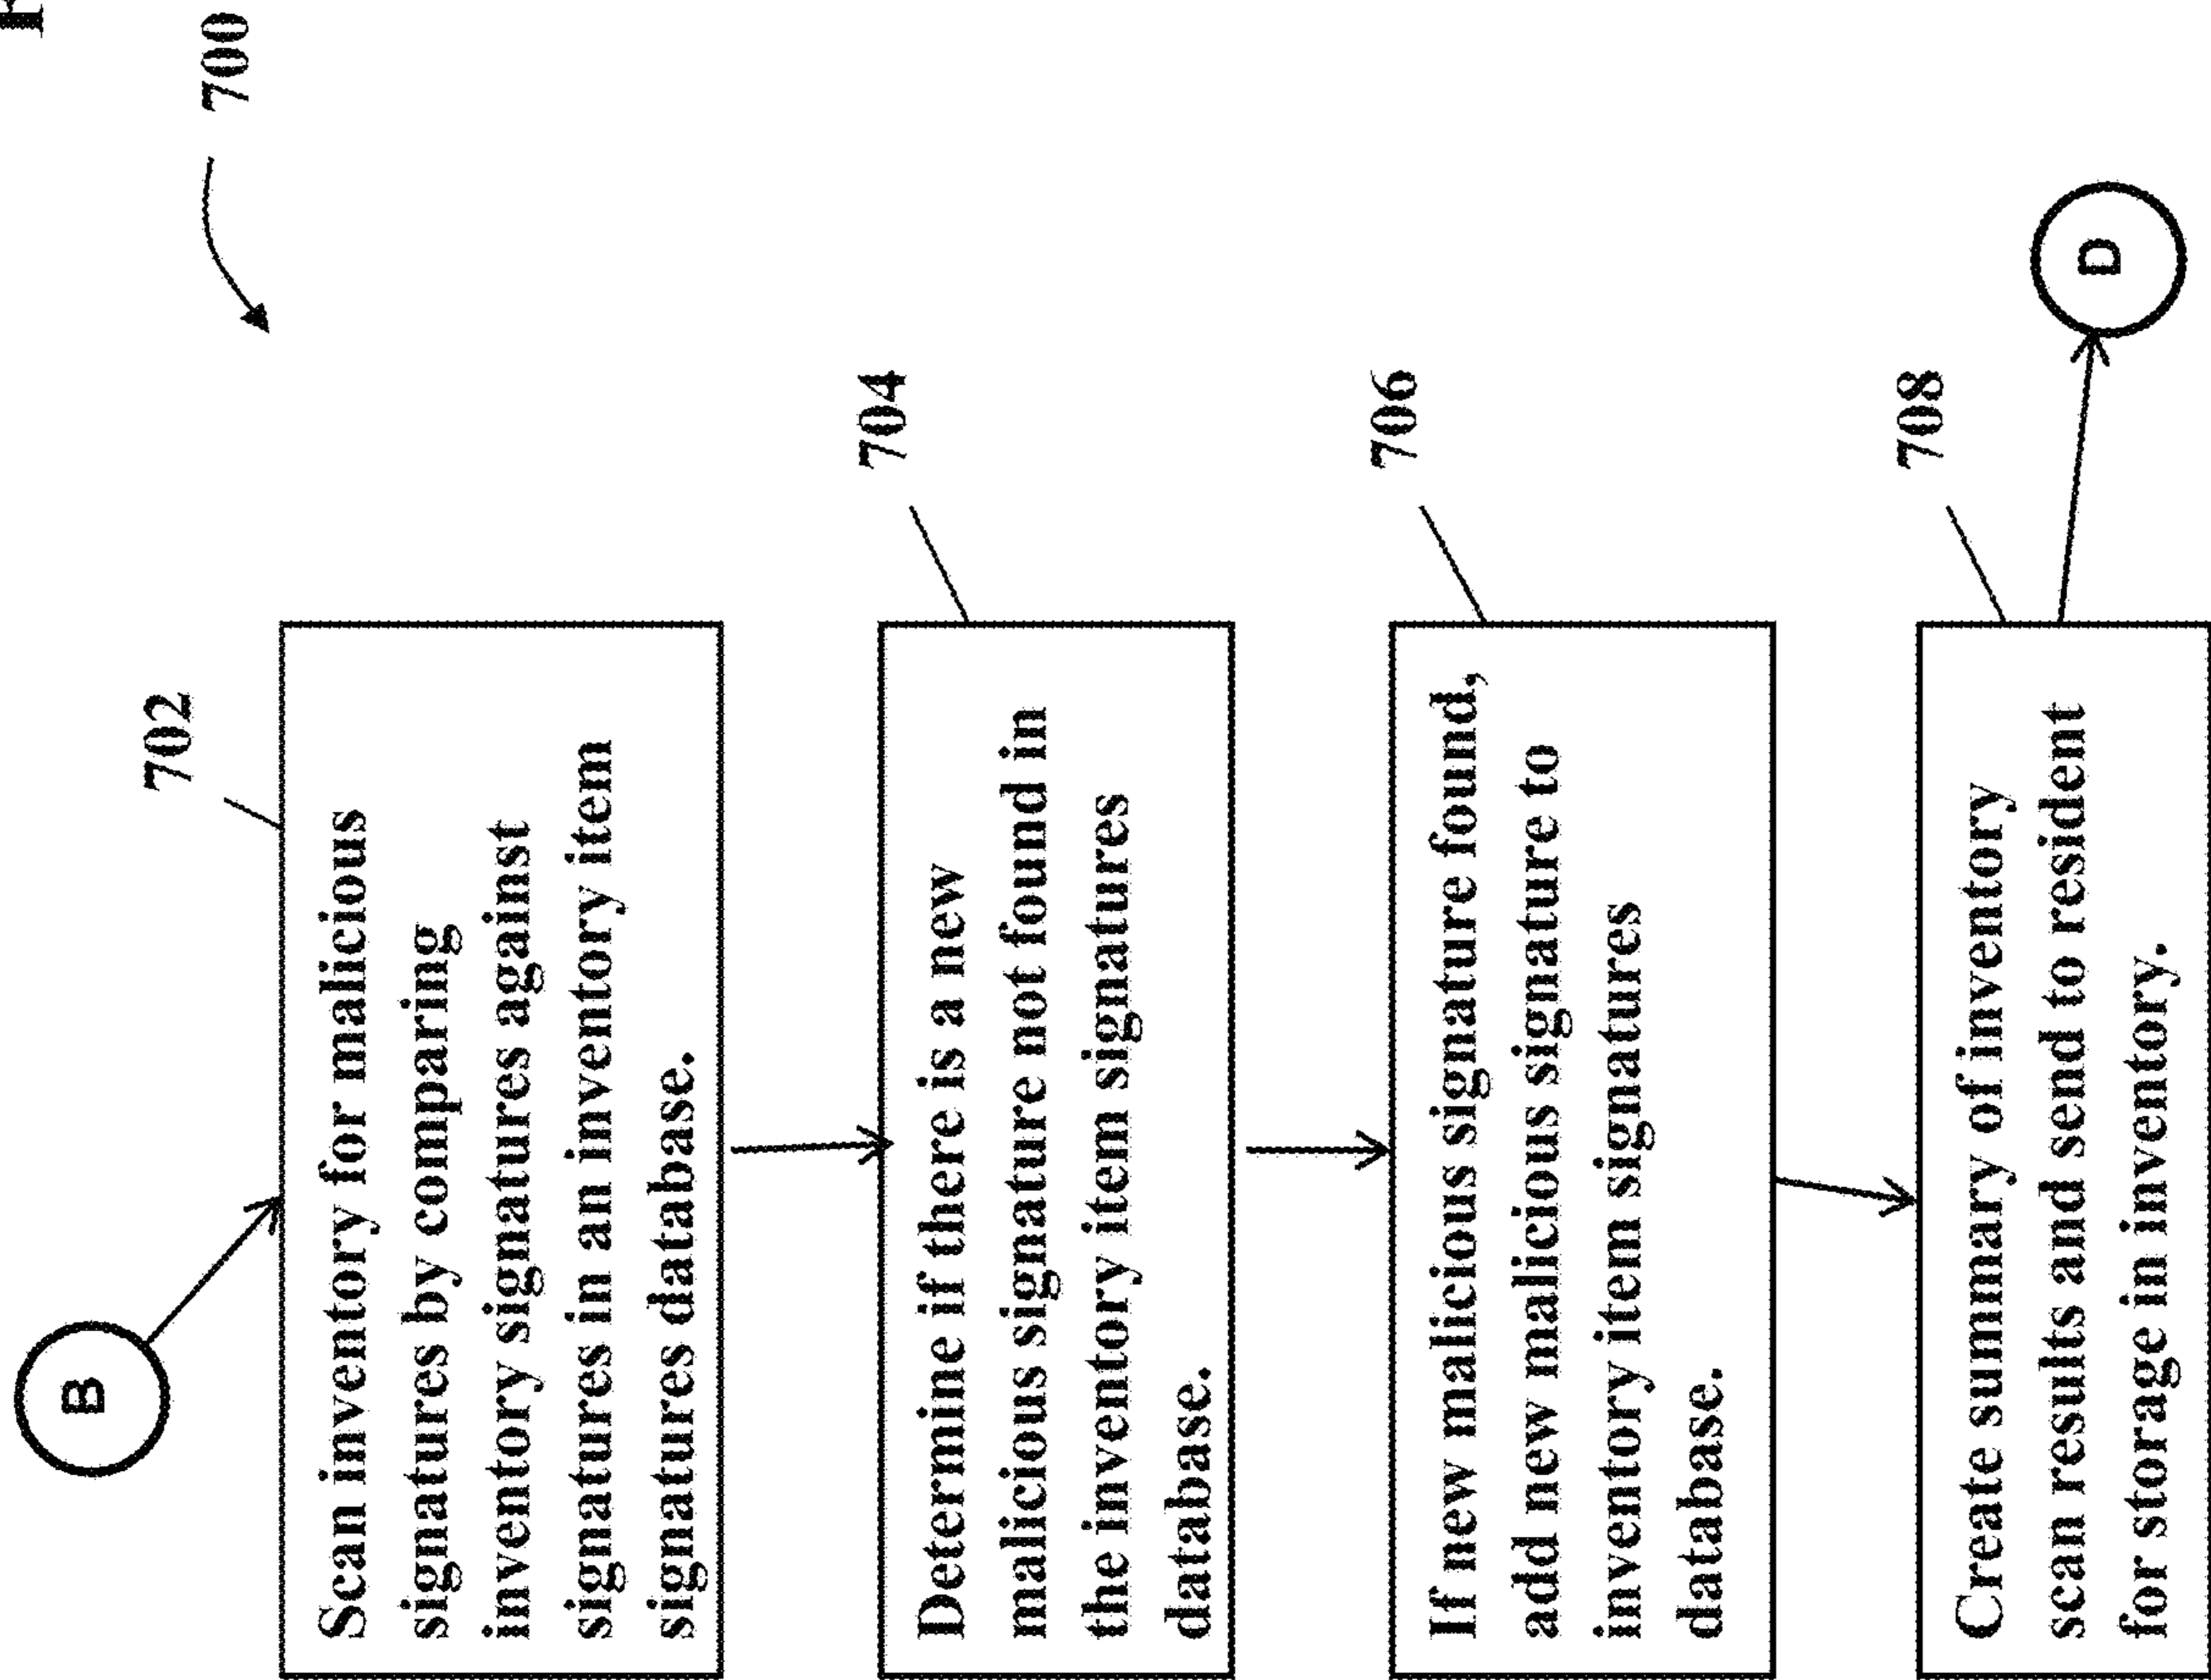 700
B
702
Scan inventory for malicious
signatures by comparing
inventory signatures against
signatures in an inventory item
signatures database.
704
Determine if there is a new
malicious signature not found in
the inventory item signatures
database.
706
If new malicious signature found,
add new malicious signature to
inventory item signatures
database.
708
Create summary of inventory
scan results and send to resident
for storage in inventory.
D